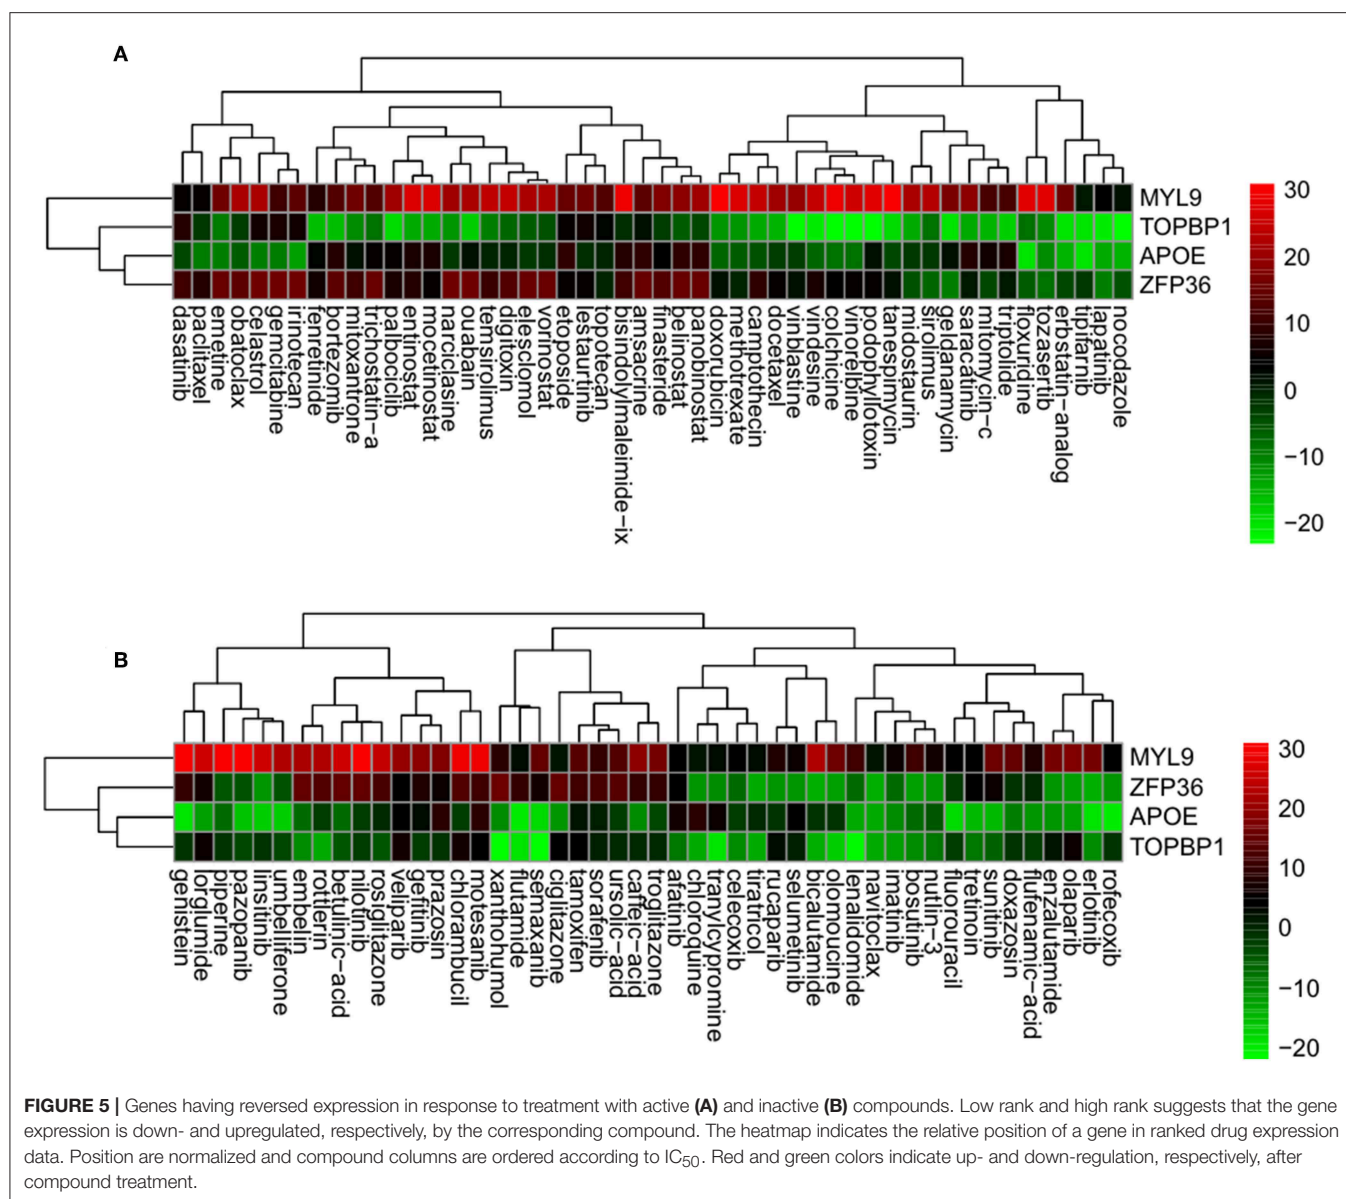 A
MYL9
TOPBP1
APOE
ZFP36
30
20
10
0
−10
−20
dasatinib
paclitaxel
emetine
obatoclax
celastrol
gemcitabine
irinotecan
fenretinide
bortezomib
mitoxantrone
trichostatin−a
palbociclib
entinostat
mocetinostat
narciclasine
ouabain
temsirolimus
digitoxin
elesclomol
vorinostat
etoposide
lestaurtinib
topotecan
bisindolylmaleimide−ix
amsacrine
finasteride
belinostat
panobinostat
doxorubicin
methotrexate
camptothecin
docetaxel
vinblastine
vindesine
colchicine
vinorelbine
podophyllotoxin
tanespimycin
midostaurin
sirolimus
geldanamycin
saracatinib
mitomycin−c
triptolide
floxuridine
tozasertib
erbstatin−analog
tipifarnib
lapatinib
nocodazole
B
MYL9
ZFP36
APOE
TOPBP1
30
20
10
0
−10
−20
genistein
lorglumide
piperine
pazopanib
linsitinib
umbelliferone
embelin
rottlerin
betulinic−acid
nilotinib
rosiglitazone
veliparib
gefitinib
prazosin
chlorambucil
motesanib
xanthohumol
flutamide
semaxanib
ciglitazone
tamoxifen
sorafenib
ursolic−acid
caffeic−acid
troglitazone
afatinib
chloroquine
tranylcypromine
celecoxib
tiratricol
rucaparib
selumetinib
bicalutamide
olomoucine
lenalidomide
navitoclax
imatinib
bosutinib
nutlin−3
fluorouracil
tretinoin
sunitinib
doxazosin
flufenamic−acid
enzalutamide
olaparib
erlotinib
rofecoxib
FIGURE 5 | Genes having reversed expression in response to treatment with active (A) and inactive (B) compounds. Low rank and high rank suggests that the gene
expression is down- and upregulated, respectively, by the corresponding compound. The heatmap indicates the relative position of a gene in ranked drug expression
data. Position are normalized and compound columns are ordered according to IC50. Red and green colors indicate up- and down-regulation, respectively, after
compound treatment.